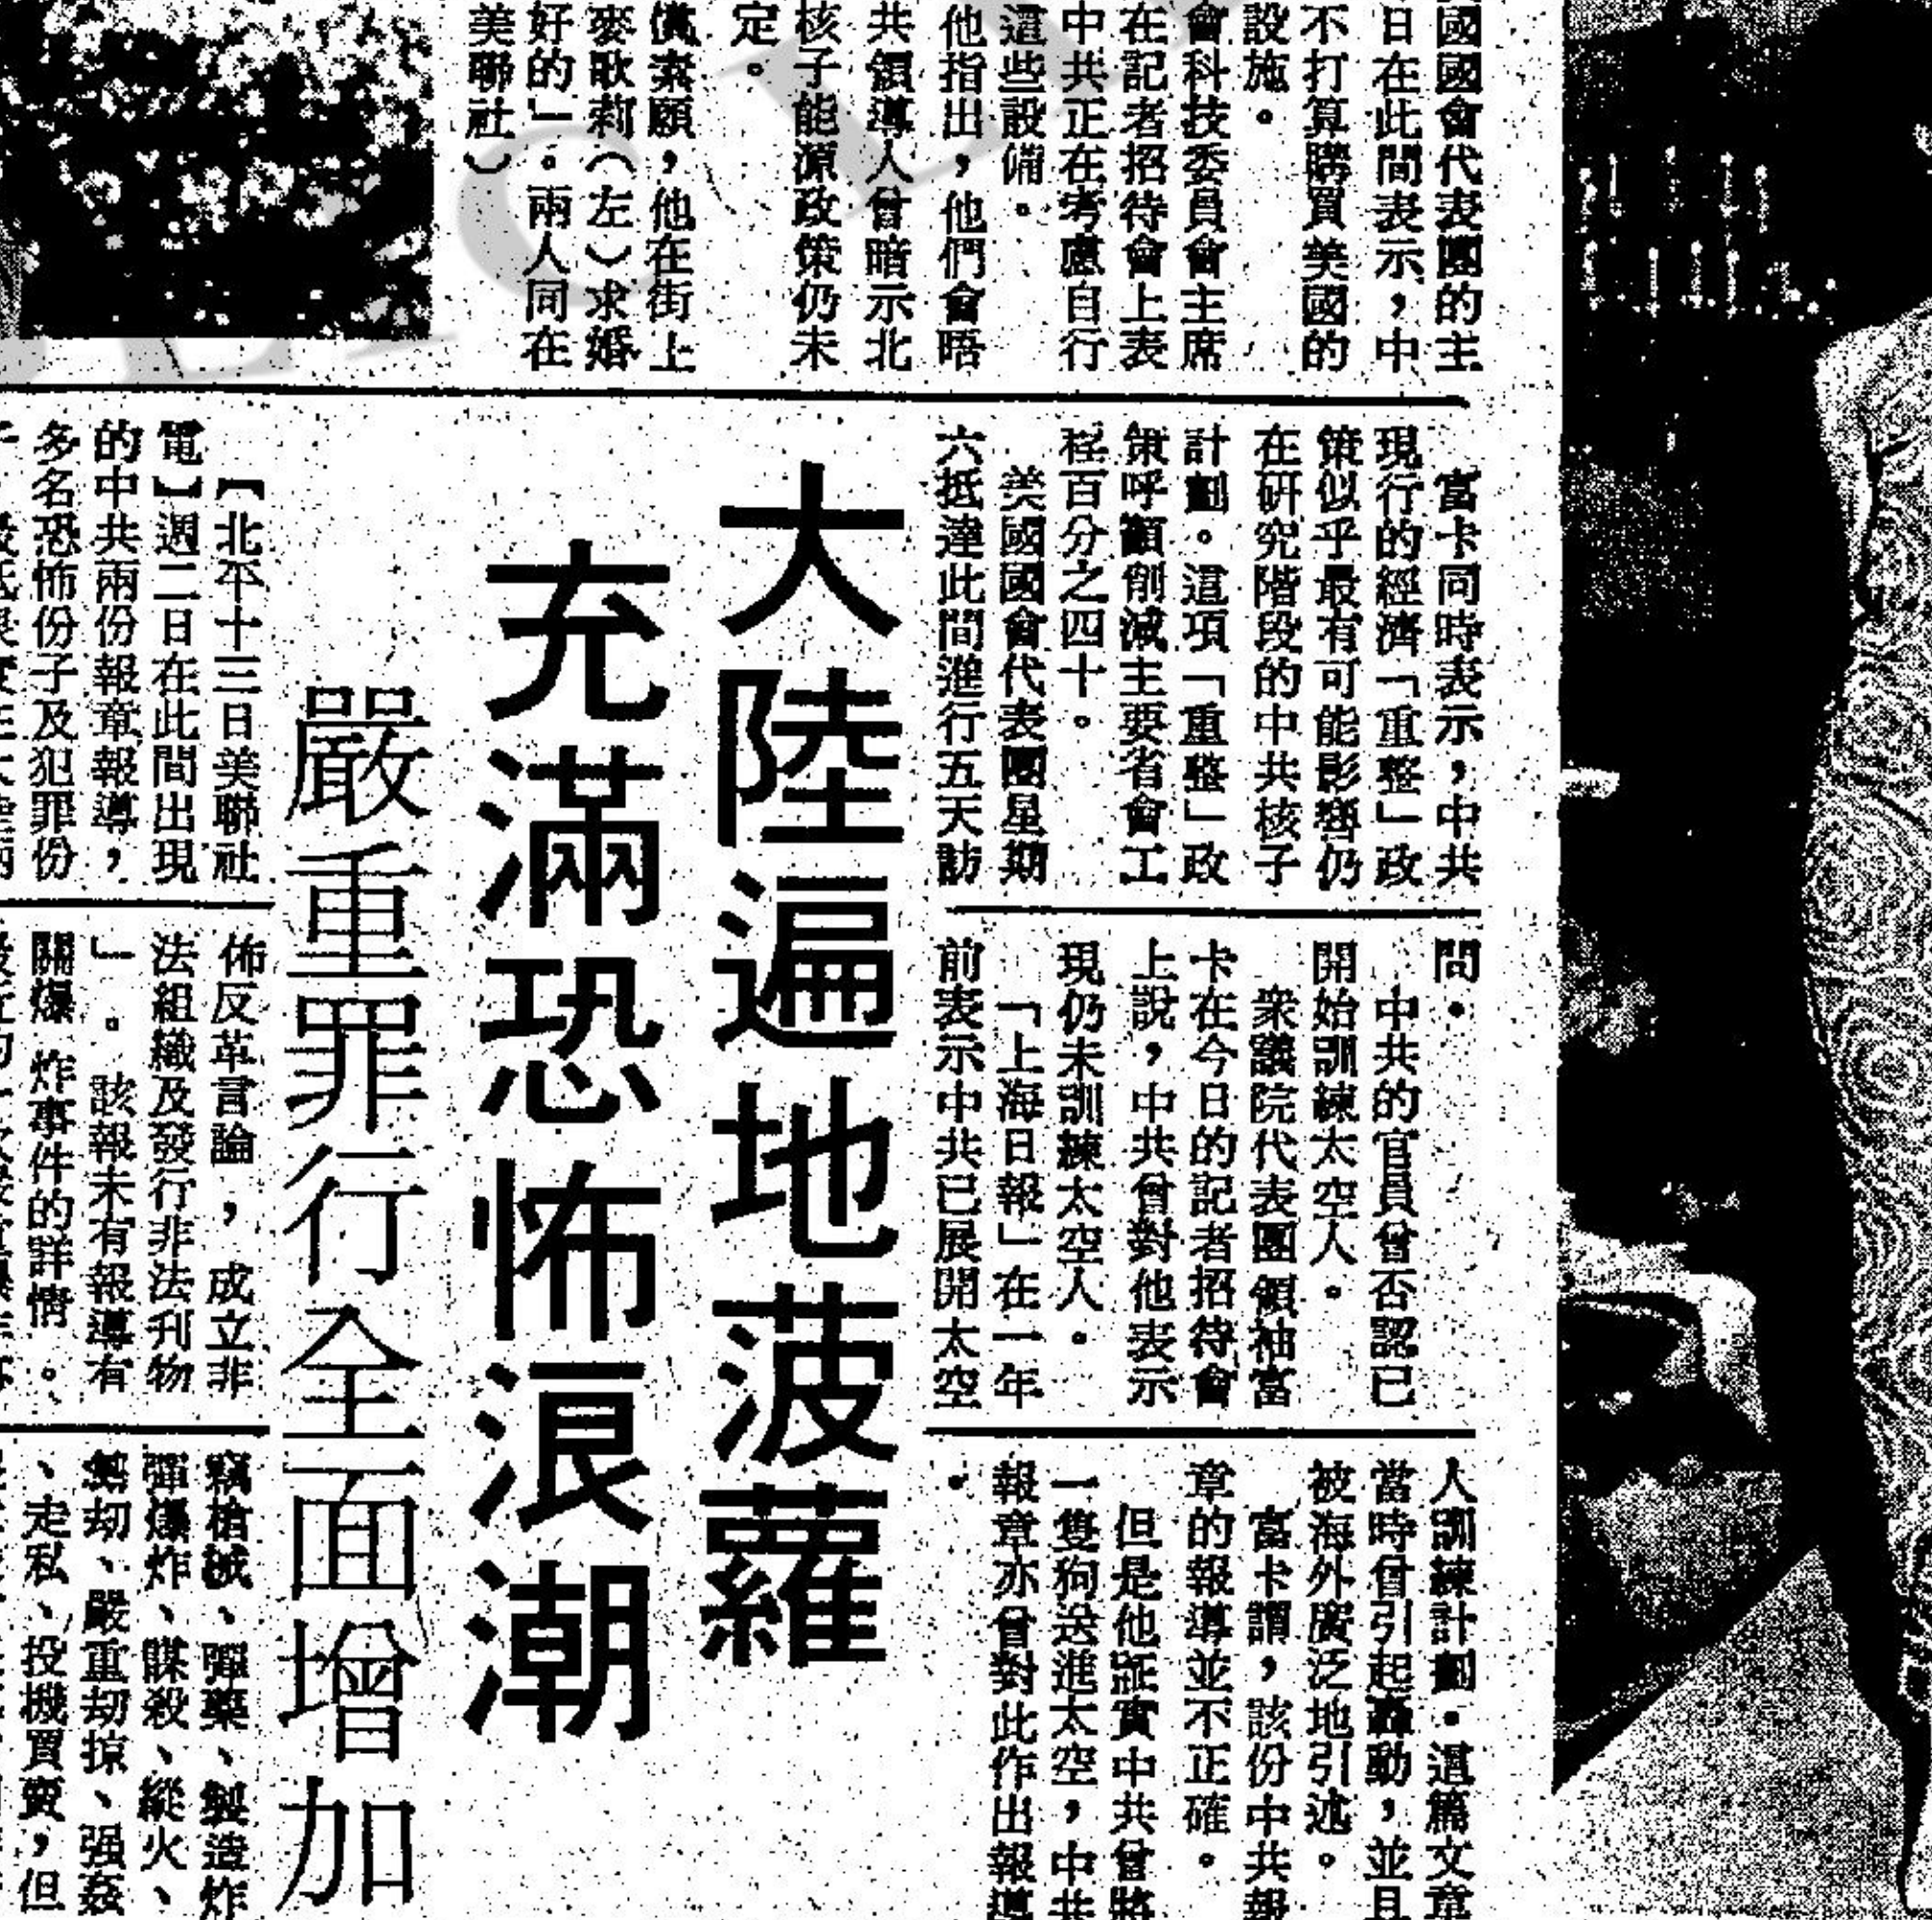 國國會代表團的主
日在此間表示，中
不打算購買美國的
設施。
會科技委員會主席
在記者招待會上表
中共正在考慮自行
這些設備。
他指出，他們會晤
共領導人曾暗示北
核子能源政策仍未
定。
償素願，他在街上
麥歌莉（左）求婚
好的」。兩人同在
美聯社）
富卡同時表示，中共
現行的經濟「重整」政
策似乎最有可能影響仍
在研究階段的中共核子
計劃。這項「重整」政
策呼籲削減主要省會工
程百分之四十。
美國國會代表團星期
六抵達此間進行五天訪
問。
中共的官員曾否認已
開始訓練太空人。
衆議院代表團領袖富
卡在今日的記者招待會
上說，中共曾對他表示
現仍未訓練太空人。
「上海日報」在一年
前表示中共已展開太空
人訓練計劃。這篇文章
當時曾引起轟動，並且
被海外廣泛地引述。
富卡謂，該份中共報
章的報導並不正確。
但是他証實中共曾將
一隻狗送進太空，中共
報章亦曾對此作出報導
。
大陸遍地菠蘿
充滿恐怖浪潮
嚴重罪行全面增加
【北平十三日美聯社
電】週二日在此間出現
的中共兩份報章報導，
多名恐怖份子及犯罪份
佈反革言論，成立非
法組織及發行非法刊物
」。該報未有報導有
關爆炸事件的詳情。
竊槍械、彈藥、製造炸
彈爆炸、謀殺、縱火、
劫、嚴重劫掠、强姦
、走私、投機買賣，但